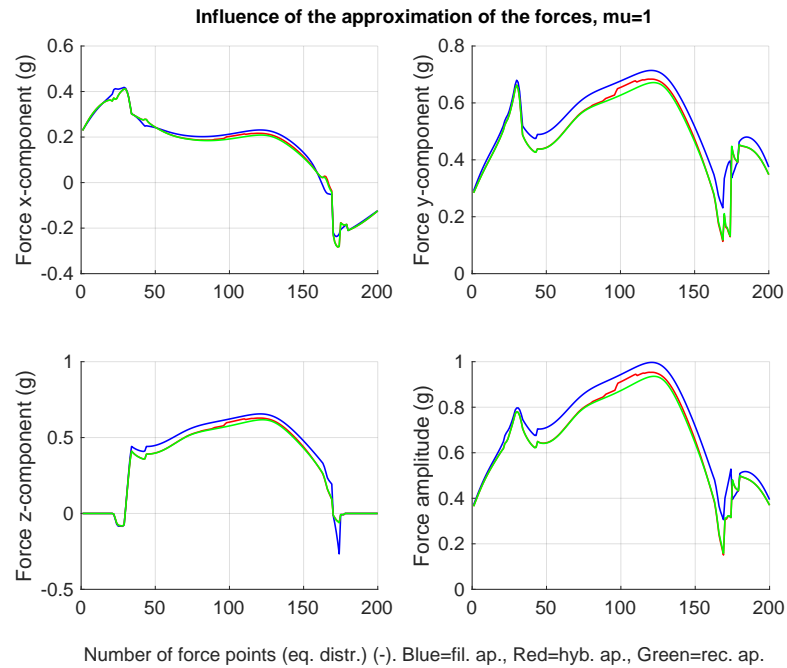 Influence of the approximation of the forces, mu=1
Force x-component (g)
0.6
0.4
0.2
0
-0.2
-0.4
0 50 100 150 200
Force y-component (g)
0.8
0.6
0.4
0.2
0
0 50 100 150 200
Force z-component (g)
1
0.5
0
-0.5
0 50 100 150 200
Force amplitude (g)
1
0.8
0.6
0.4
0.2
0
0 50 100 150 200
Number of force points (eq. distr.) (-). Blue=fil. ap., Red=hyb. ap., Green=rec. ap.